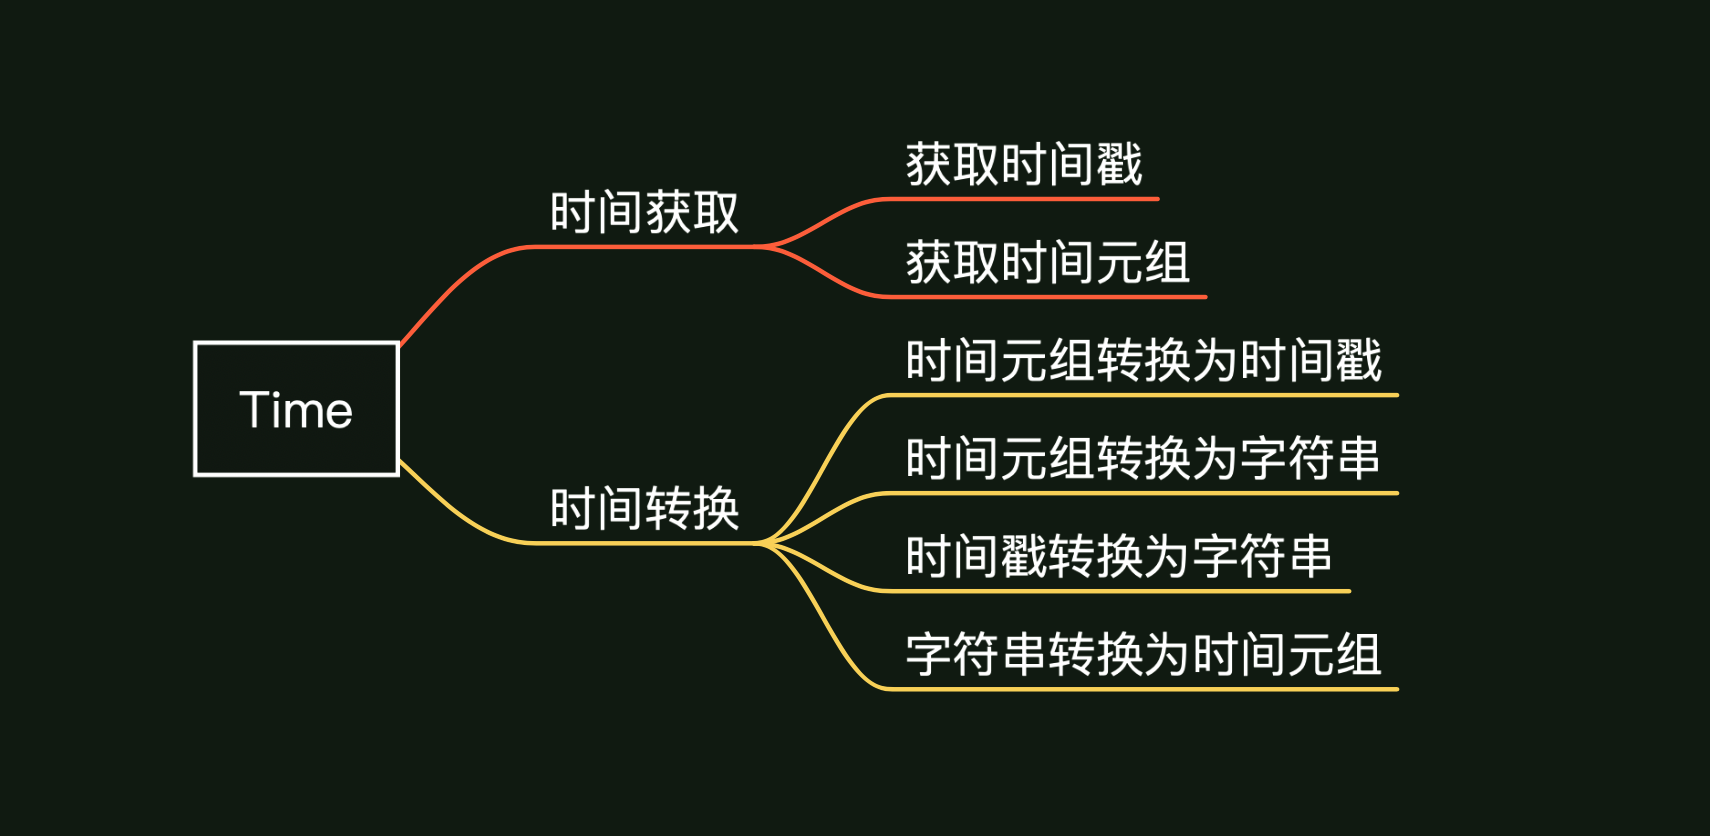 Time
时间获取
获取时间戳
获取时间元组
时间转换
时间元组转换为时间戳
时间元组转换为字符串
时间戳转换为字符串
字符串转换为时间元组